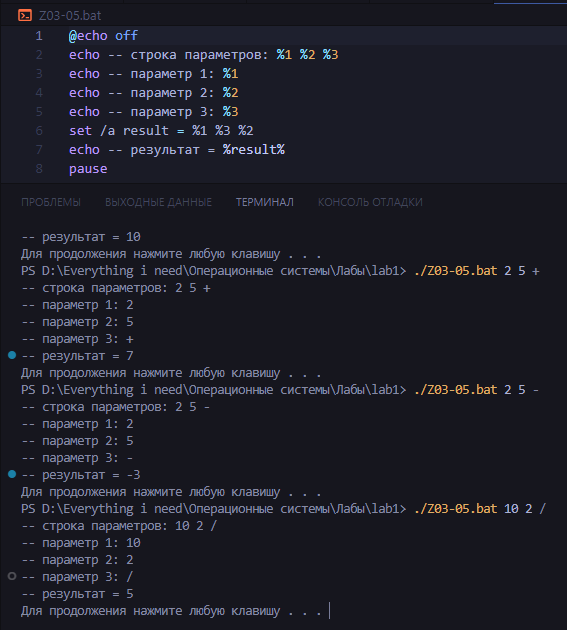 Z03-05.bat
1 @echo off
2 echo -- строка параметров: %1 %2 %3
3 echo -- параметр 1: %1
4 echo -- параметр 2: %2
5 echo -- параметр 3: %3
6 set /a result = %1 %3 %2
7 echo -- результат = %result%
8 pause
ПРОБЛЕМЫ ВЫХОДНЫЕ ДАННЫЕ ТЕРМИНАЛ КОНСОЛЬ ОТЛАДКИ
-- результат = 10
Для продолжения нажмите любую клавишу . . .
PS D:\Everything i need\Операционные системы\Лабы\lab1> ./Z03-05.bat 2 5 +
-- строка параметров: 2 5 +
-- параметр 1: 2
-- параметр 2: 5
-- параметр 3: +
-- результат = 7
Для продолжения нажмите любую клавишу . . .
PS D:\Everything i need\Операционные системы\Лабы\lab1> ./Z03-05.bat 2 5 -
-- строка параметров: 2 5 -
-- параметр 1: 2
-- параметр 2: 5
-- параметр 3: -
-- результат = -3
Для продолжения нажмите любую клавишу . . .
PS D:\Everything i need\Операционные системы\Лабы\lab1> ./Z03-05.bat 10 2 /
-- строка параметров: 10 2 /
-- параметр 1: 10
-- параметр 2: 2
-- параметр 3: /
-- результат = 5
Для продолжения нажмите любую клавишу . . .